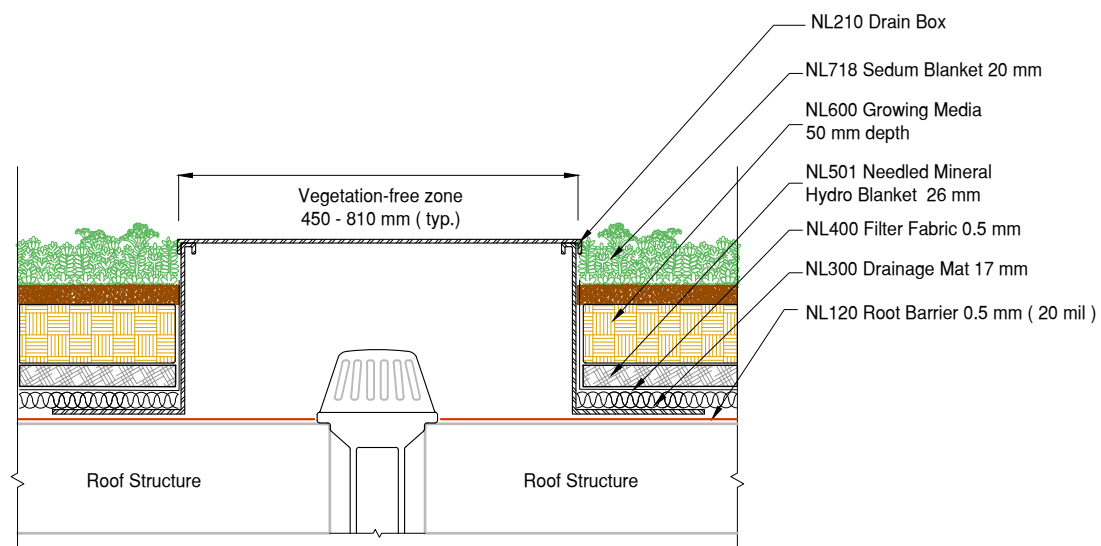 NL210 Drain Box
NL718 Sedum Blanket 20 mm
NL600 Growing Media
50 mm depth
NL501 Needled Mineral
Hydro Blanket  26 mm
NL400 Filter Fabric 0.5 mm
NL300 Drainage Mat 17 mm
NL120 Root Barrier 0.5 mm ( 20 mil )
Vegetation-free zone
450 - 810 mm ( typ.)
Roof Structure
Roof Structure